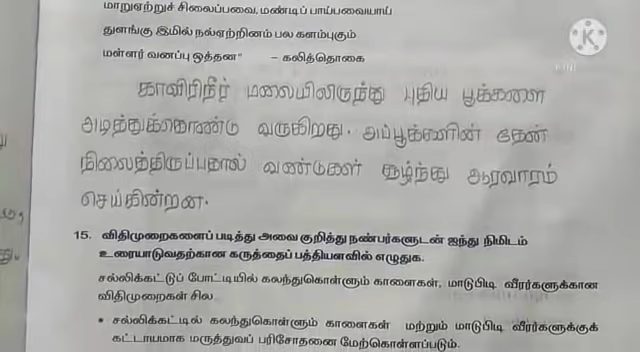 மாறுஏற்றுச் சிலைப்பவை, மண்டிப் பாய்பவையாய்
துளங்கு இமில் நல்ஏற்றினம் பல களம்புகும்
மள்ளர் வனப்பு ஒத்தன" – கலித்தொகை
காவிரிநீர் மலையிலிருந்து புதிய பூக்களை
அடித்துக்கொண்டு வருகிறது. அப்பூக்களின் தேன்
நிலைத்திருப்பதால் வண்டுகள் சூழ்ந்து ஆரவாரம்
செய்கின்றன.
15. விதிமுறைகளைப் படித்து அவை குறித்து நண்பர்களுடன் ஐந்து நிமிடம்
உரையாடுவதற்கான கருத்தைப் பத்தியளவில் எழுதுக.
சல்லிக்கட்டுப் போட்டியில் கலந்துகொள்ளும் காளைகள், மாடுபிடி வீரர்களுக்கான
விதிமுறைகள் சில
• சல்லிக்கட்டில் கலந்துகொள்ளும் காளைகள் மற்றும் மாடுபிடி வீரர்களுக்குக்
கட்டாயமாக மருத்துவப் பரிசோதனை மேற்கொள்ளப்படும்.